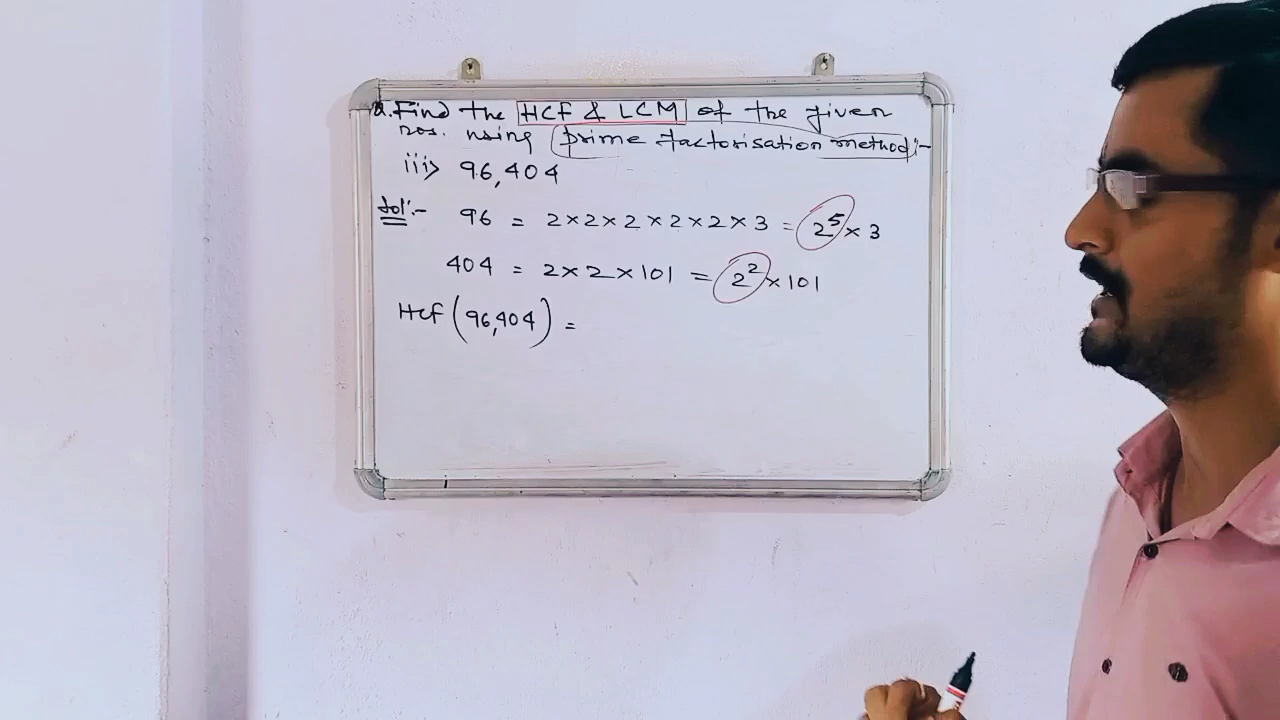 Q. Find the HCF & LCM of the given
nos. using prime factorisation method:-
iii> 96,404
Sol:- 96 = 2×2×2×2×2×3 = 2⁵×3
404 = 2×2×101 = 2²×101
HCF (96,404) =